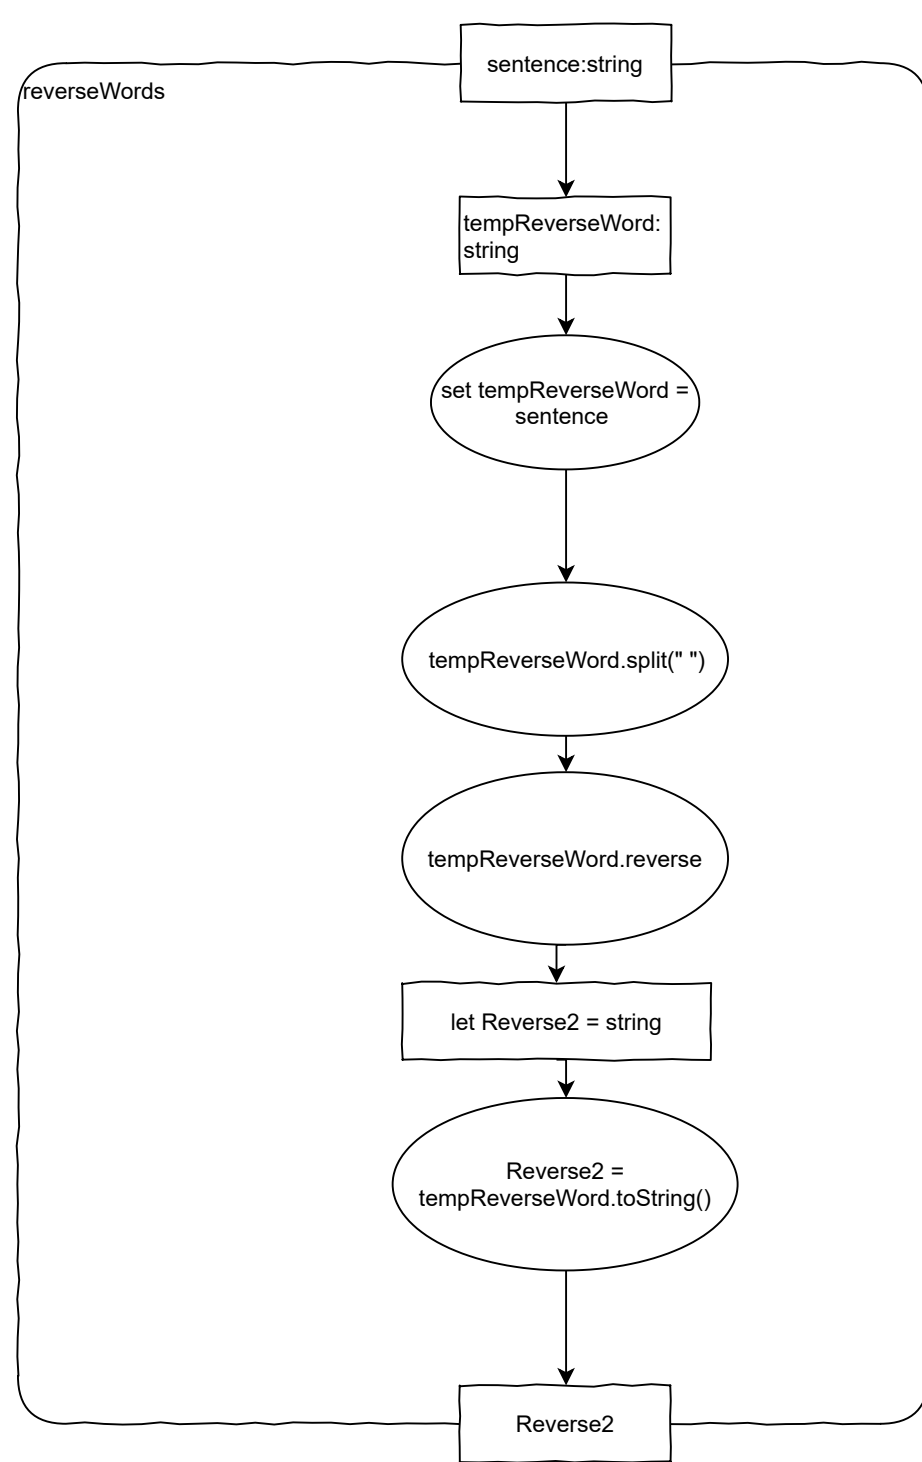 sentence:string
reverseWords
tempReverseWord:
string
set tempReverseWord =
sentence
tempReverseWord.split(" ")
tempReverseWord.reverse
let Reverse2 = string
Reverse2 =
tempReverseWord.toString()
Reverse2